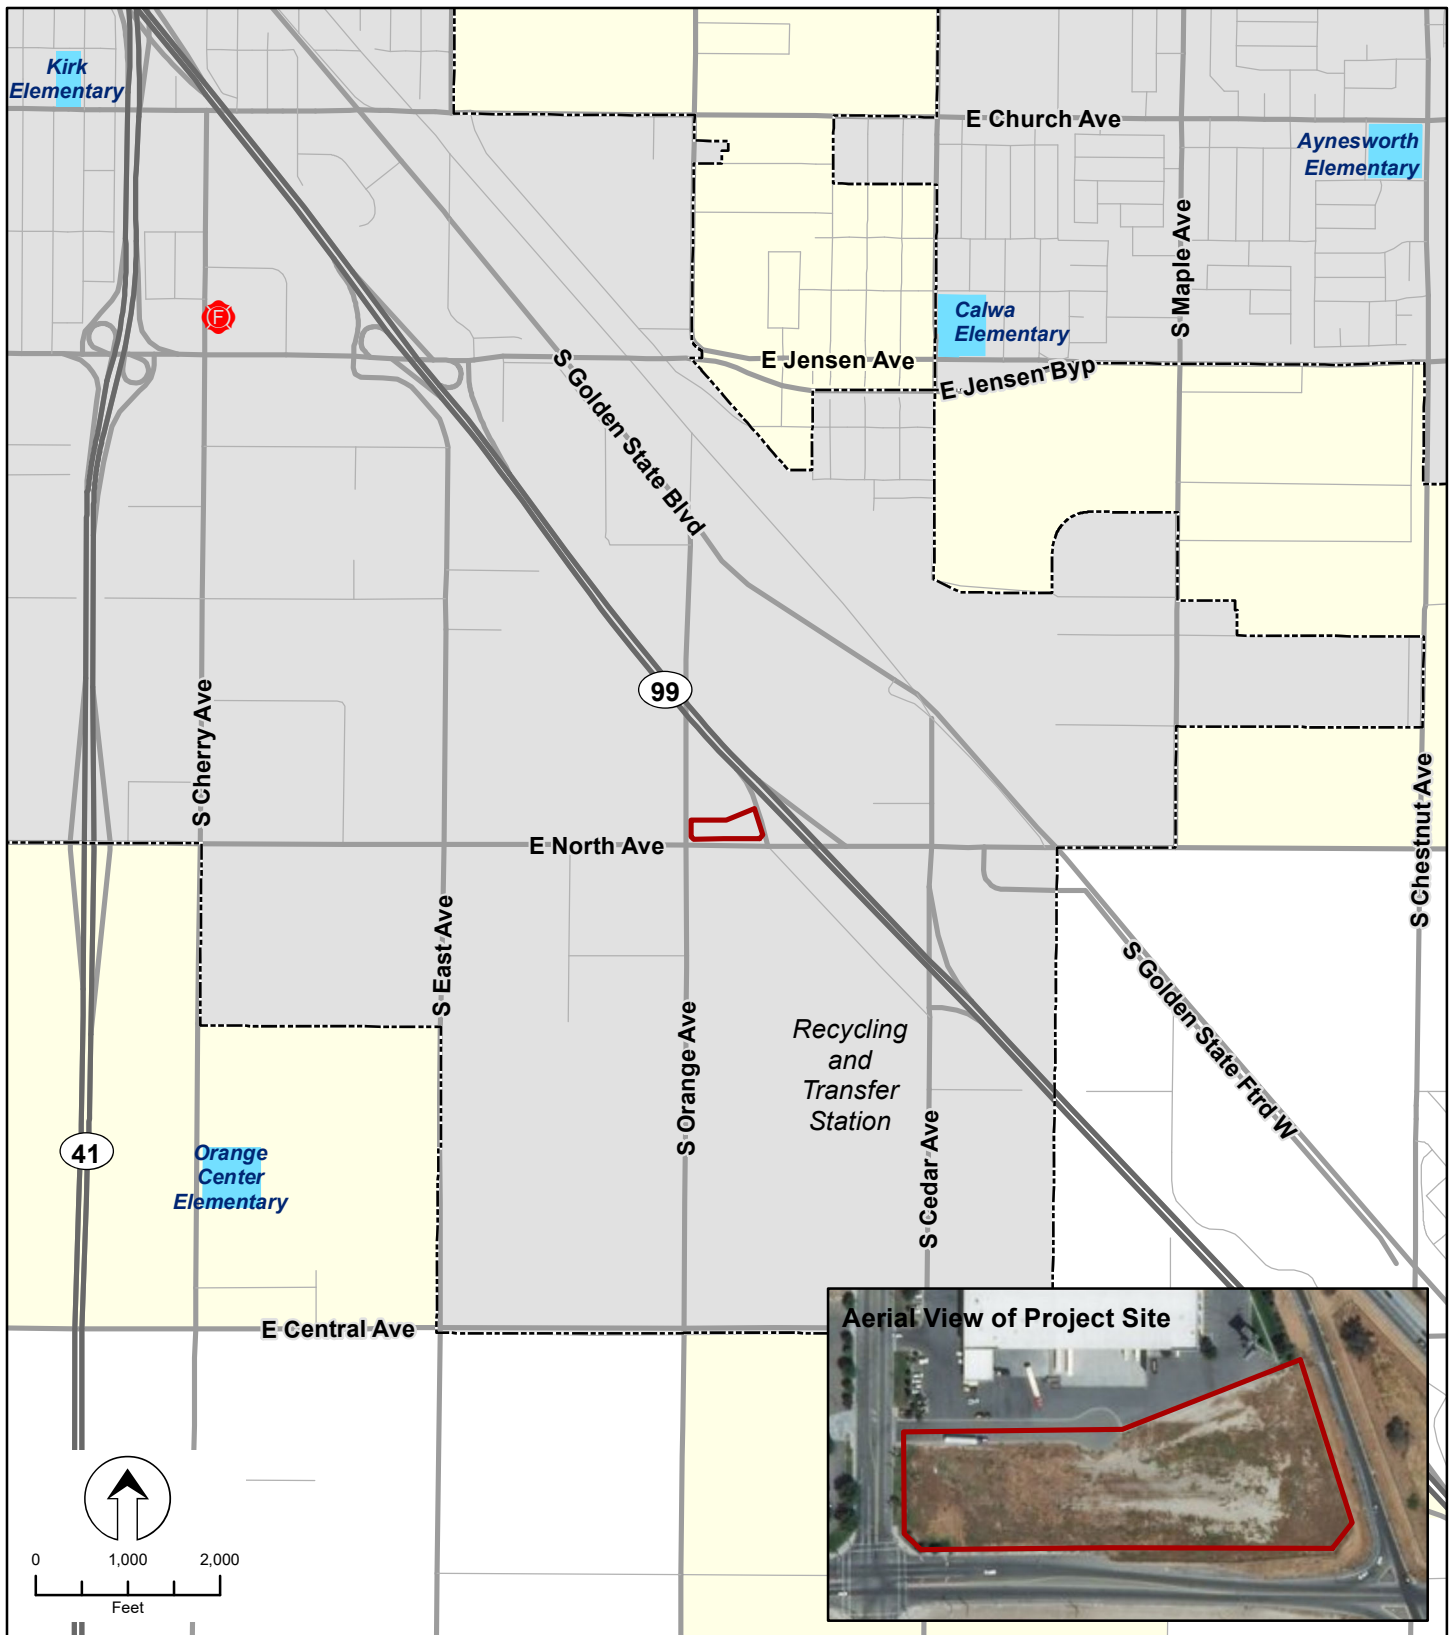 Kirk
Elementary
E Church Ave
Aynesworth
Elementary
S Maple Ave
F
Calwa
Elementary
E Jensen Ave
E Jensen Byp
S Golden State Blvd
99
S Cherry Ave
E North Ave
S Chestnut Ave
S East Ave
S Orange Ave
Recycling
and
Transfer
Station
S Golden State Ftrd W
41
Orange
Center
Elementary
S Cedar Ave
E Central Ave
Aerial View of Project Site
0 1,000 2,000
Feet